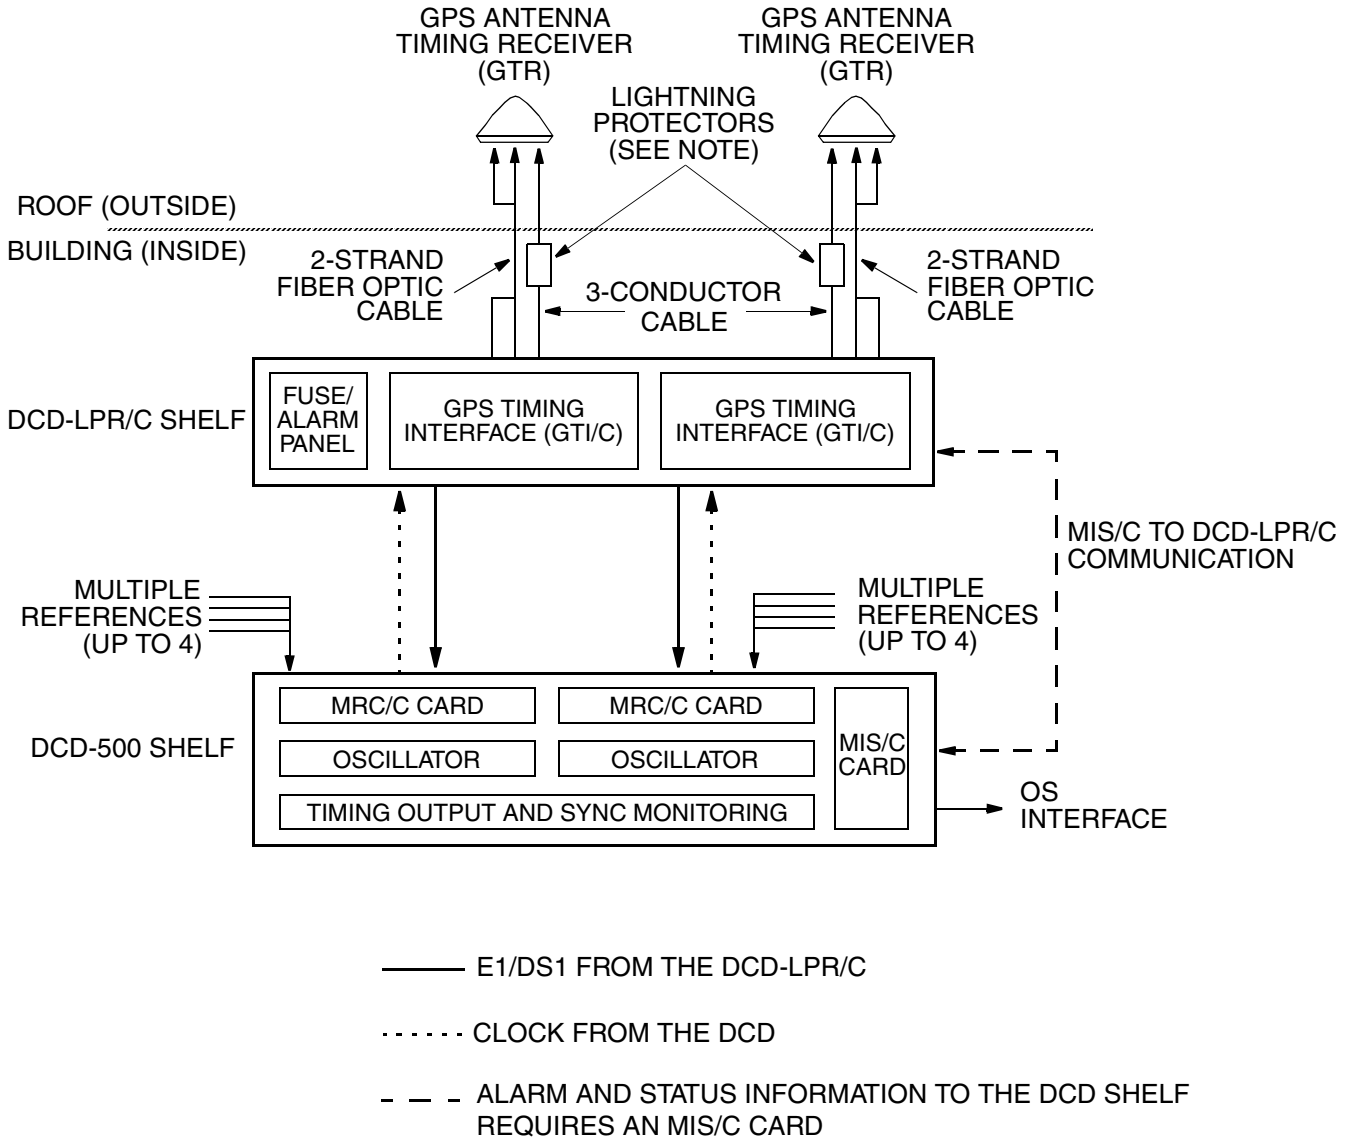 GPS ANTENNA
TIMING RECEIVER
(GTR)
GPS ANTENNA
TIMING RECEIVER
(GTR)
LIGHTNING
PROTECTORS
(SEE NOTE)
ROOF (OUTSIDE)
BUILDING (INSIDE)
2-STRAND
FIBER OPTIC
CABLE
3-CONDUCTOR
CABLE
2-STRAND
FIBER OPTIC
CABLE
DCD-LPR/C SHELF
FUSE/
ALARM
PANEL
GPS TIMING
INTERFACE (GTI/C)
GPS TIMING
INTERFACE (GTI/C)
MIS/C TO DCD-LPR/C
COMMUNICATION
MULTIPLE
REFERENCES
(UP TO 4)
MULTIPLE
REFERENCES
(UP TO 4)
DCD-500 SHELF
MRC/C CARD
MRC/C CARD
OSCILLATOR
OSCILLATOR
TIMING OUTPUT AND SYNC MONITORING
MIS/C
CARD
OS
INTERFACE
E1/DS1 FROM THE DCD-LPR/C
CLOCK FROM THE DCD
ALARM AND STATUS INFORMATION TO THE DCD SHELF
REQUIRES AN MIS/C CARD